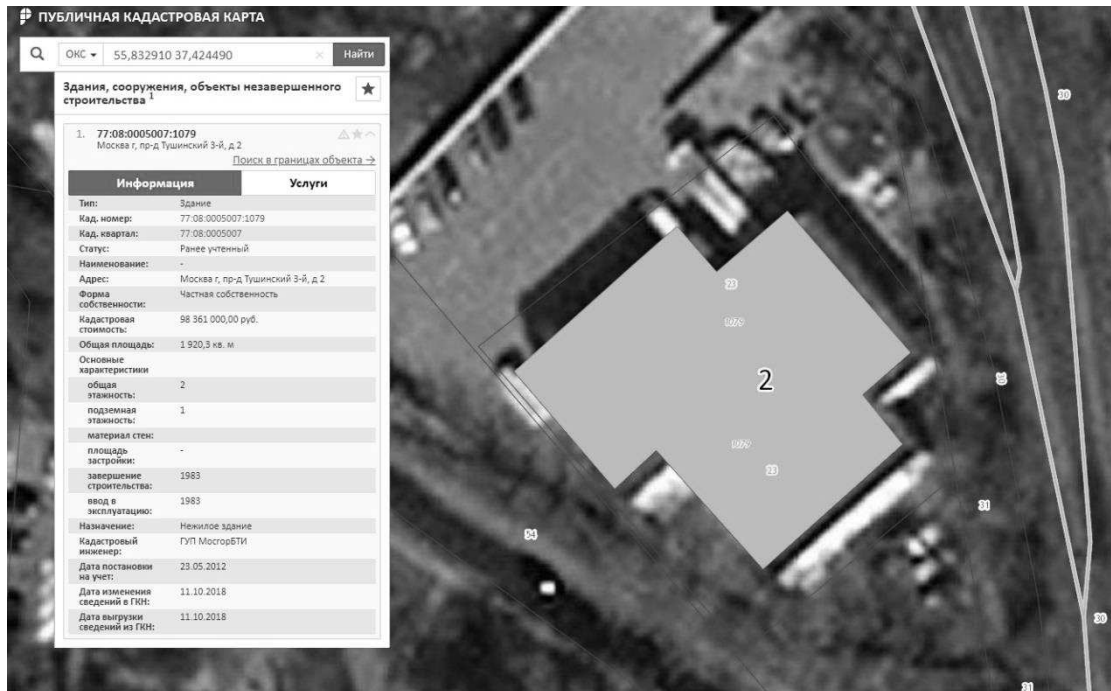 ПУБЛИЧНАЯ КАДАСТРОВАЯ КАРТА
ОКС 55,832910 37,424490 × Найти
Здания, сооружения, объекты незавершенного
строительства 1
1. 77:08:0005007:1079
Москва г, пр-д Тушинский 3-й, д.2
Поиск в границах объекта →
Информация Услуги
Тип: Здание
Кад. номер: 77:08:0005007:1079
Кад. квартал: 77:08:0005007
Статус: Ранее учтенный
Наименование: -
Адрес: Москва г, пр-д Тушинский 3-й, д 2
Форма
собственности: Частная собственность
Кадастровая
стоимость: 98 361 000,00 руб.
Общая площадь: 1 920,3 кв. м
Основные
характеристики
общая
этажность: 2
подземная
этажность: 1
материал стен:
площадь
застройки: -
завершение
строительства: 1983
ввод в
эксплуатацию: 1983
Назначение: Нежилое здание
Кадастровый
инженер: ГУП МосгорБТИ
Дата постановки
на учет: 23.05.2012
Дата изменения
сведений в ГКН: 11.10.2018
Дата выгрузки
сведений из ГКН: 11.10.2018
30
23
2
23
31
54
30
31